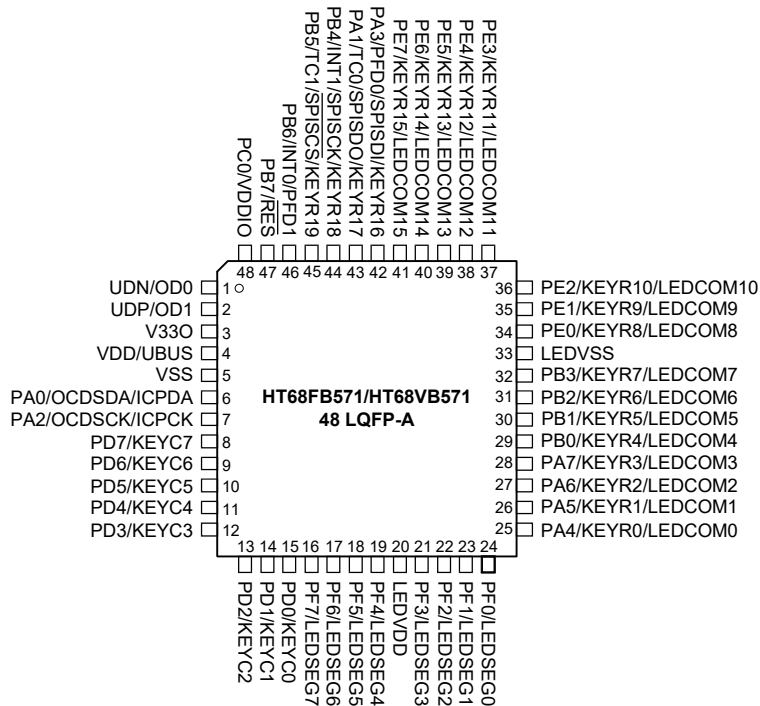 PC0/VDDIO
PB7/RES
PB6/INT0/PFD1
PB5/TC1/SPISCS/KEYR19
PB4/INT1/SPISCK/KEYR18
PA1/TC0/SPISDO/KEYR17
PA3/PFD0/SPISDI/KEYR16
PE7/KEYR15/LEDCOM15
PE6/KEYR14/LEDCOM14
PE5/KEYR13/LEDCOM13
PE4/KEYR12/LEDCOM12
PE3/KEYR11/LEDCOM11
48 47 46 45 44 43 42 41 40 39 38 37
UDN/OD0 1
UDP/OD1 2
V33O 3
VDD/UBUS 4
VSS 5
PA0/OCDSDA/ICPDA 6
PA2/OCDSCK/ICPCK 7
PD7/KEYC7 8
PD6/KEYC6 9
PD5/KEYC5 10
PD4/KEYC4 11
PD3/KEYC3 12
HT68FB571/HT68VB571
48 LQFP-A
36 PE2/KEYR10/LEDCOM10
35 PE1/KEYR9/LEDCOM9
34 PE0/KEYR8/LEDCOM8
33 LEDVSS
32 PB3/KEYR7/LEDCOM7
31 PB2/KEYR6/LEDCOM6
30 PB1/KEYR5/LEDCOM5
29 PB0/KEYR4/LEDCOM4
28 PA7/KEYR3/LEDCOM3
27 PA6/KEYR2/LEDCOM2
26 PA5/KEYR1/LEDCOM1
25 PA4/KEYR0/LEDCOM0
13 14 15 16 17 18 19 20 21 22 23 24
PD2/KEYC2
PD1/KEYC1
PD0/KEYC0
PF7/LEDSEG7
PF6/LEDSEG6
PF5/LEDSEG5
PF4/LEDSEG4
LEDVDD
PF3/LEDSEG3
PF2/LEDSEG2
PF1/LEDSEG1
PF0/LEDSEG0